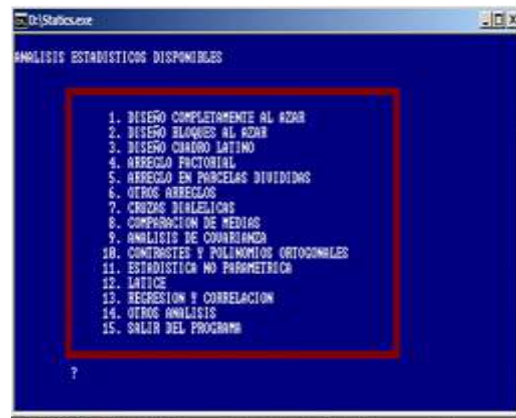 D:\Statics.exe
ANALISIS ESTADISTICOS DISPONIBLES
1. DISEÑO COMPLETAMENTE AL AZAR
2. DISEÑO BLOQUES AL AZAR
3. DISEÑO CUADRO LATINO
4. ARREGLO FACTORIAL
5. ARREGLO EN PARCELAS DIVIDIDAS
6. OTROS ARREGLOS
7. CRUZAS DIALELICAS
8. COMPARACION DE MEDIAS
9. ANALISIS DE COVARIANZA
10. CONTRASTES Y POLINOMIOS ORTOGONALES
11. ESTADISTICA NO PARAMETRICA
12. LATICE
13. REGRESION Y CORRELACION
14. OTROS ANALISIS
15. SALIR DEL PROGRAMA
?